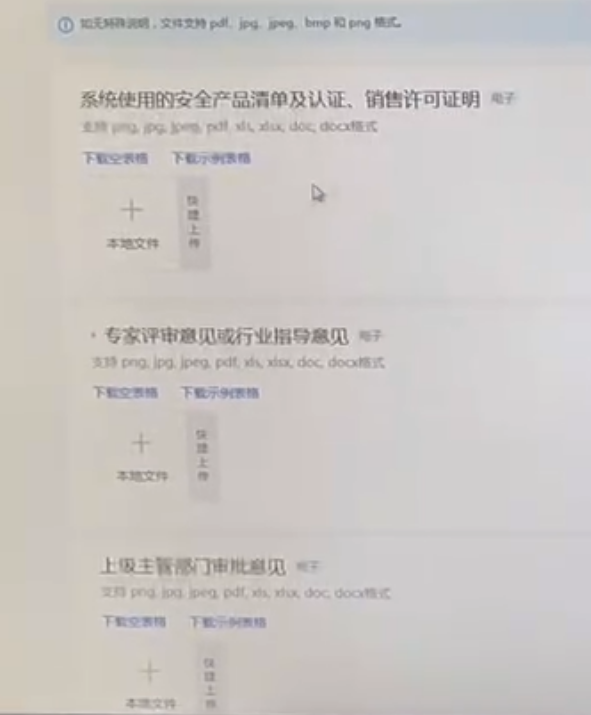 如无特殊说明，文件支持 pdf、jpg、jpeg、bmp 和 png 格式。
系统使用的安全产品清单及认证、销售许可证明 电子
支持 png, jpg, jpeg, pdf, xls, xlsx, doc, docx格式
下载空表格 下载示例表格
本地文件
快捷上传
* 专家评审意见或行业指导意见 电子
支持 png, jpg, jpeg, pdf, xls, xlsx, doc, docx格式
下载空表格 下载示例表格
本地文件
快捷上传
上级主管部门审批意见 电子
支持 png, jpg, jpeg, pdf, xls, xlsx, doc, docx格式
下载空表格 下载示例表格
本地文件
快捷上传